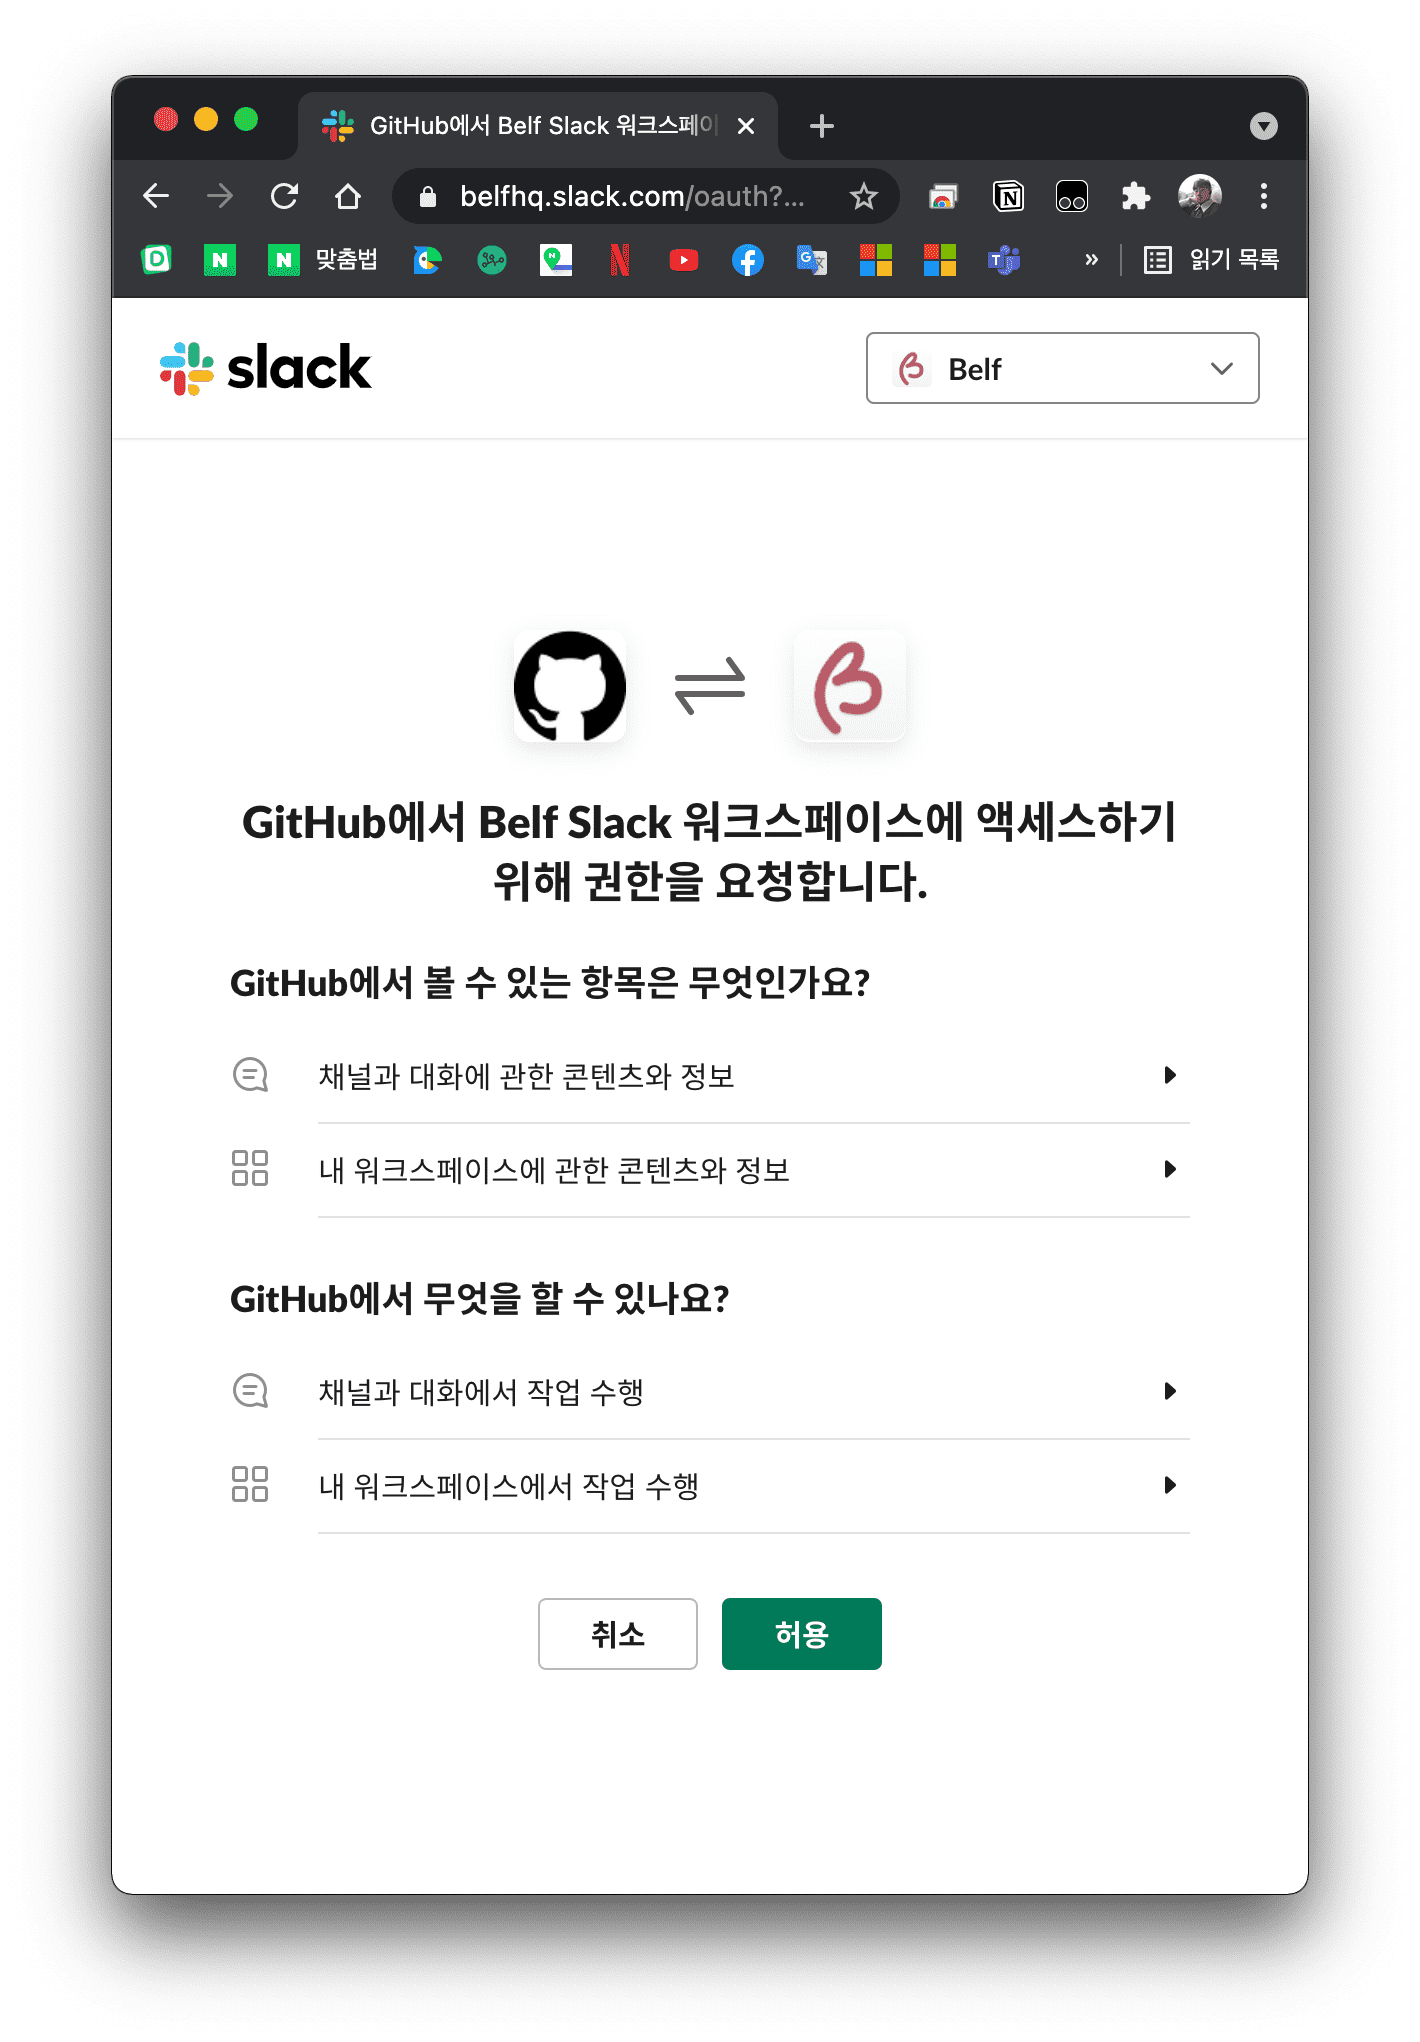 GitHub에서 Belf Slack 워크스페이
belfhq.slack.com/oauth?...
맞춤법
» 읽기 목록
slack
Belf
GitHub에서 Belf Slack 워크스페이스에 액세스하기
위해 권한을 요청합니다.
GitHub에서 볼 수 있는 항목은 무엇인가요?
채널과 대화에 관한 콘텐츠와 정보
내 워크스페이스에 관한 콘텐츠와 정보
GitHub에서 무엇을 할 수 있나요?
채널과 대화에서 작업 수행
내 워크스페이스에서 작업 수행
취소
허용